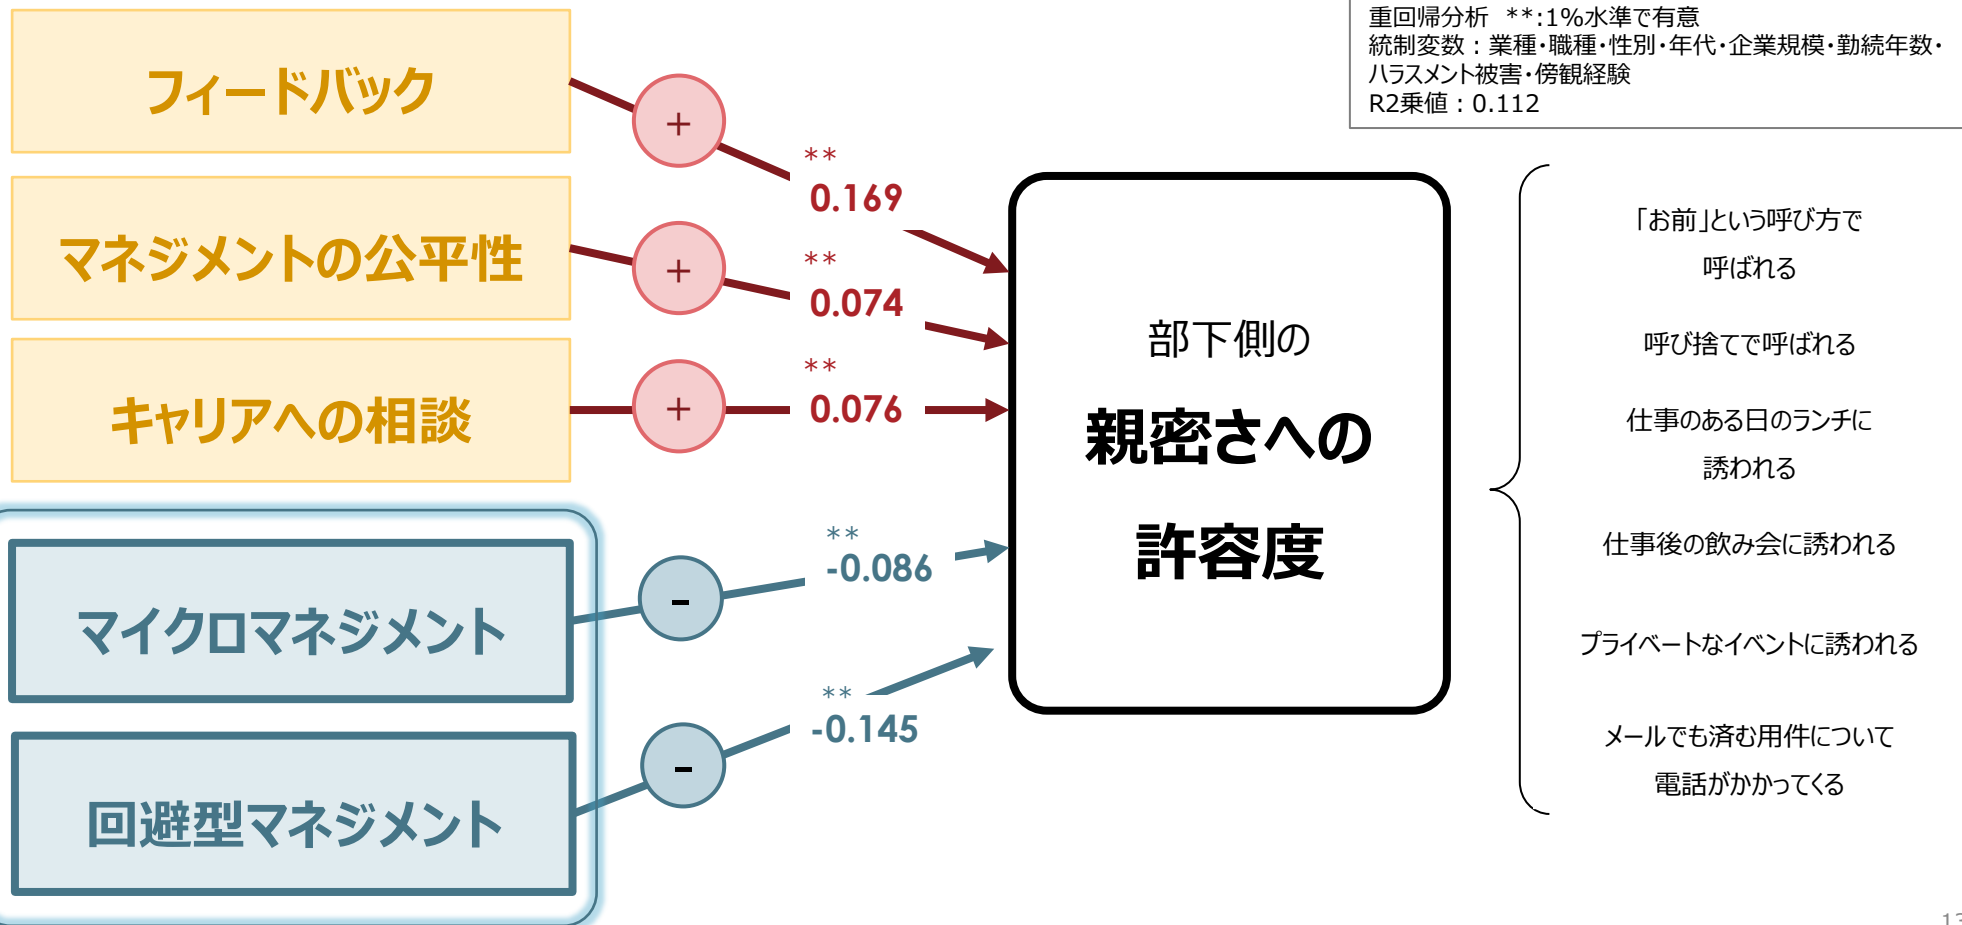 重回帰分析 **:1%水準で有意
統制変数：業種・職種・性別・年代・企業規模・勤続年数・
ハラスメント被害・傍観経験
R2乗値：0.112
フィードバック
+
**
0.169
マネジメントの公平性
+
**
0.074
キャリアへの相談
+
**
0.076
マイクロマネジメント
-
**
-0.086
回避型マネジメント
-
**
-0.145
部下側の
親密さへの
許容度
「お前」という呼び方で
呼ばれる
呼び捨てで呼ばれる
仕事のある日のランチに
誘われる
仕事後の飲み会に誘われる
プライベートなイベントに誘われる
メールでも済む用件について
電話がかかってくる
13